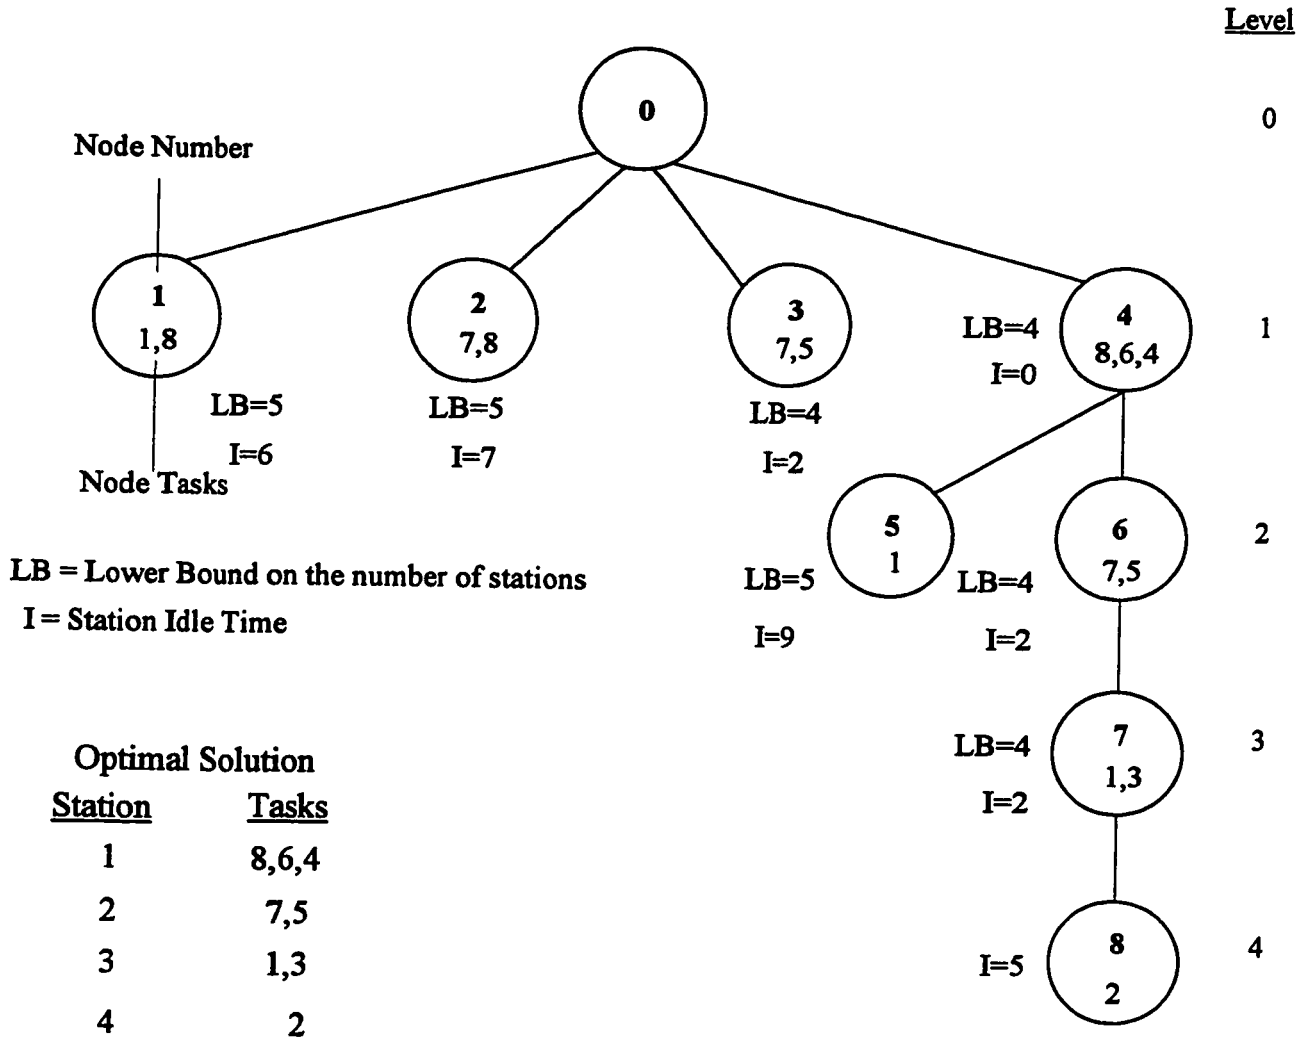 Level
0
0
Node Number
1
1,8
2
7,8
3
7,5
LB=4
I=0
4
8,6,4
1
LB=5
I=6
LB=5
I=7
LB=4
I=2
Node Tasks
5
1
LB=5
I=9
6
7,5
LB=4
I=2
2
LB = Lower Bound on the number of stations
I = Station Idle Time
LB=4
I=2
7
1,3
3
Optimal Solution
Station Tasks
1 8,6,4
2 7,5
3 1,3
4 2
I=5
8
2
4